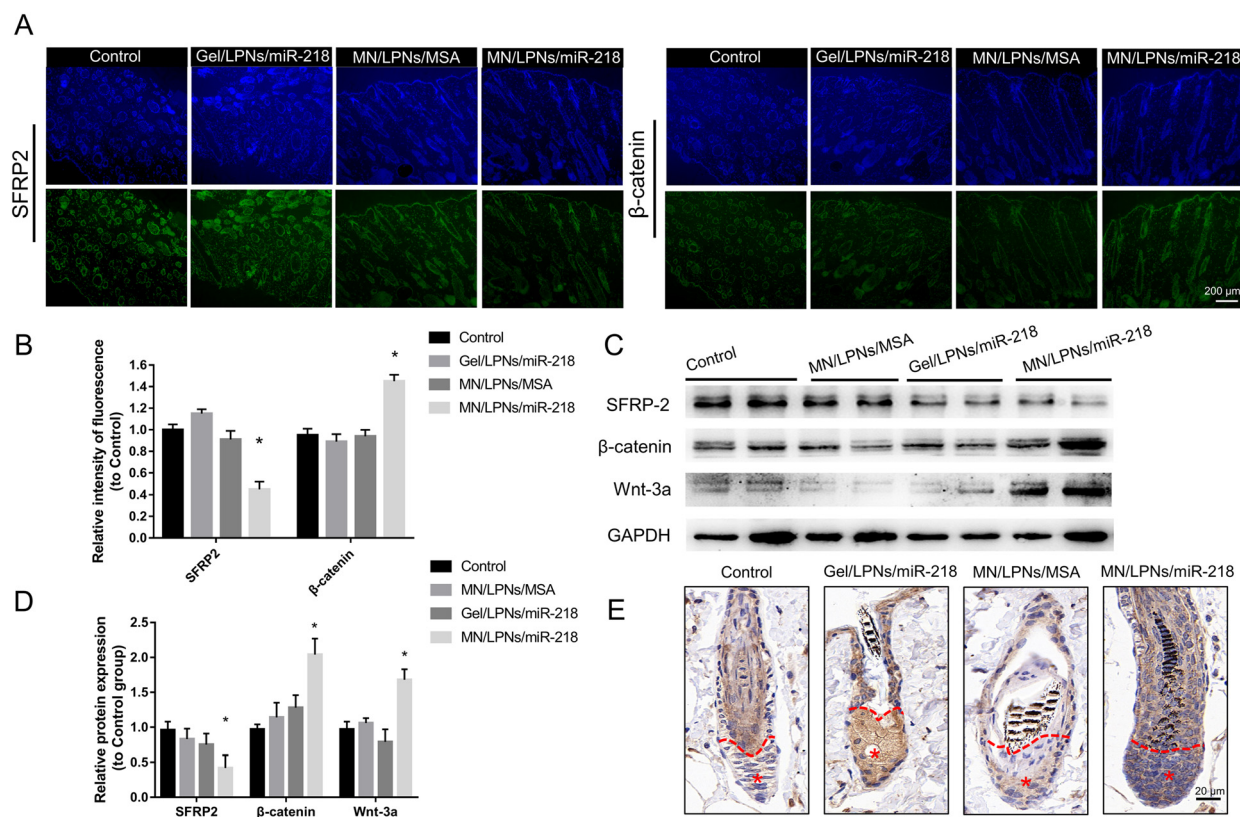 A
Control Gel/LPNs/miR-218 MN/LPNs/MSA MN/LPNs/miR-218
Control Gel/LPNs/miR-218 MN/LPNs/MSA MN/LPNs/miR-218
SFRP2
β-catenin
200 μm
B
Relative intensity of fluorescence
(to Control)
1.6
1.4
1.2
1.0
0.8
0.6
0.4
0.2
0.0
* *
SFRP2
β-catenin
Control
Gel/LPNs/miR-218
MN/LPNs/MSA
MN/LPNs/miR-218
C
Control MN/LPNs/MSA Gel/LPNs/miR-218 MN/LPNs/miR-218
SFRP-2
β-catenin
Wnt-3a
GAPDH
D
Relative protein expression
(to Control group)
2.5
2.0
1.5
1.0
0.5
0.0
* * *
SFRP2 β-catenin Wnt-3a
Control
MN/LPNs/MSA
Gel/LPNs/miR-218
MN/LPNs/miR-218
E
Control Gel/LPNs/miR-218 MN/LPNs/MSA MN/LPNs/miR-218
* * * *
20 μm